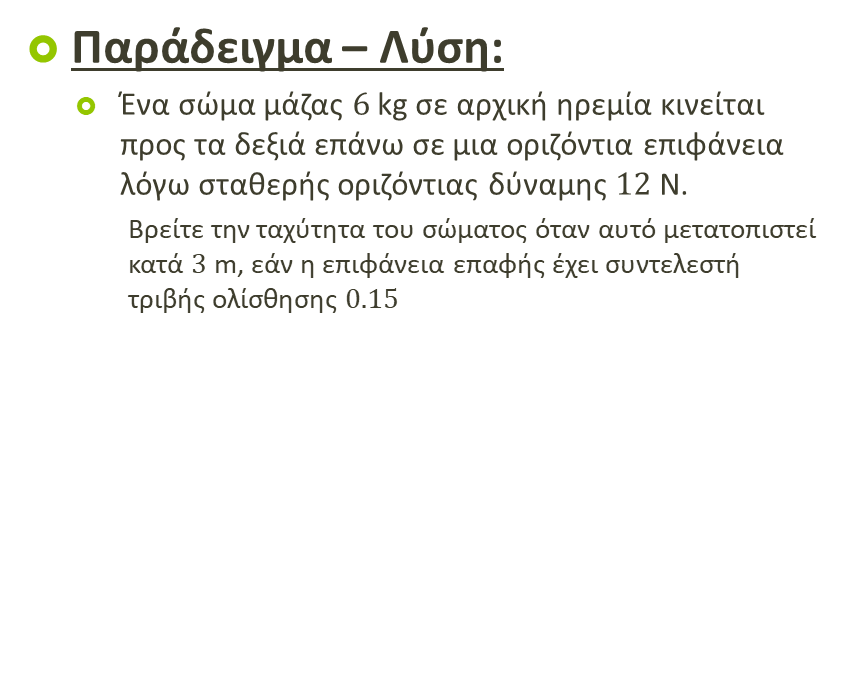 Παράδειγμα – Λύση:
Ένα σώμα μάζας 6 kg σε αρχική ηρεμία κινείται
προς τα δεξιά επάνω σε μια οριζόντια επιφάνεια
λόγω σταθερής οριζόντιας δύναμης 12 N.
Βρείτε την ταχύτητα του σώματος όταν αυτό μετατοπιστεί
κατά 3 m, εάν η επιφάνεια επαφής έχει συντελεστή
τριβής ολίσθησης 0.15